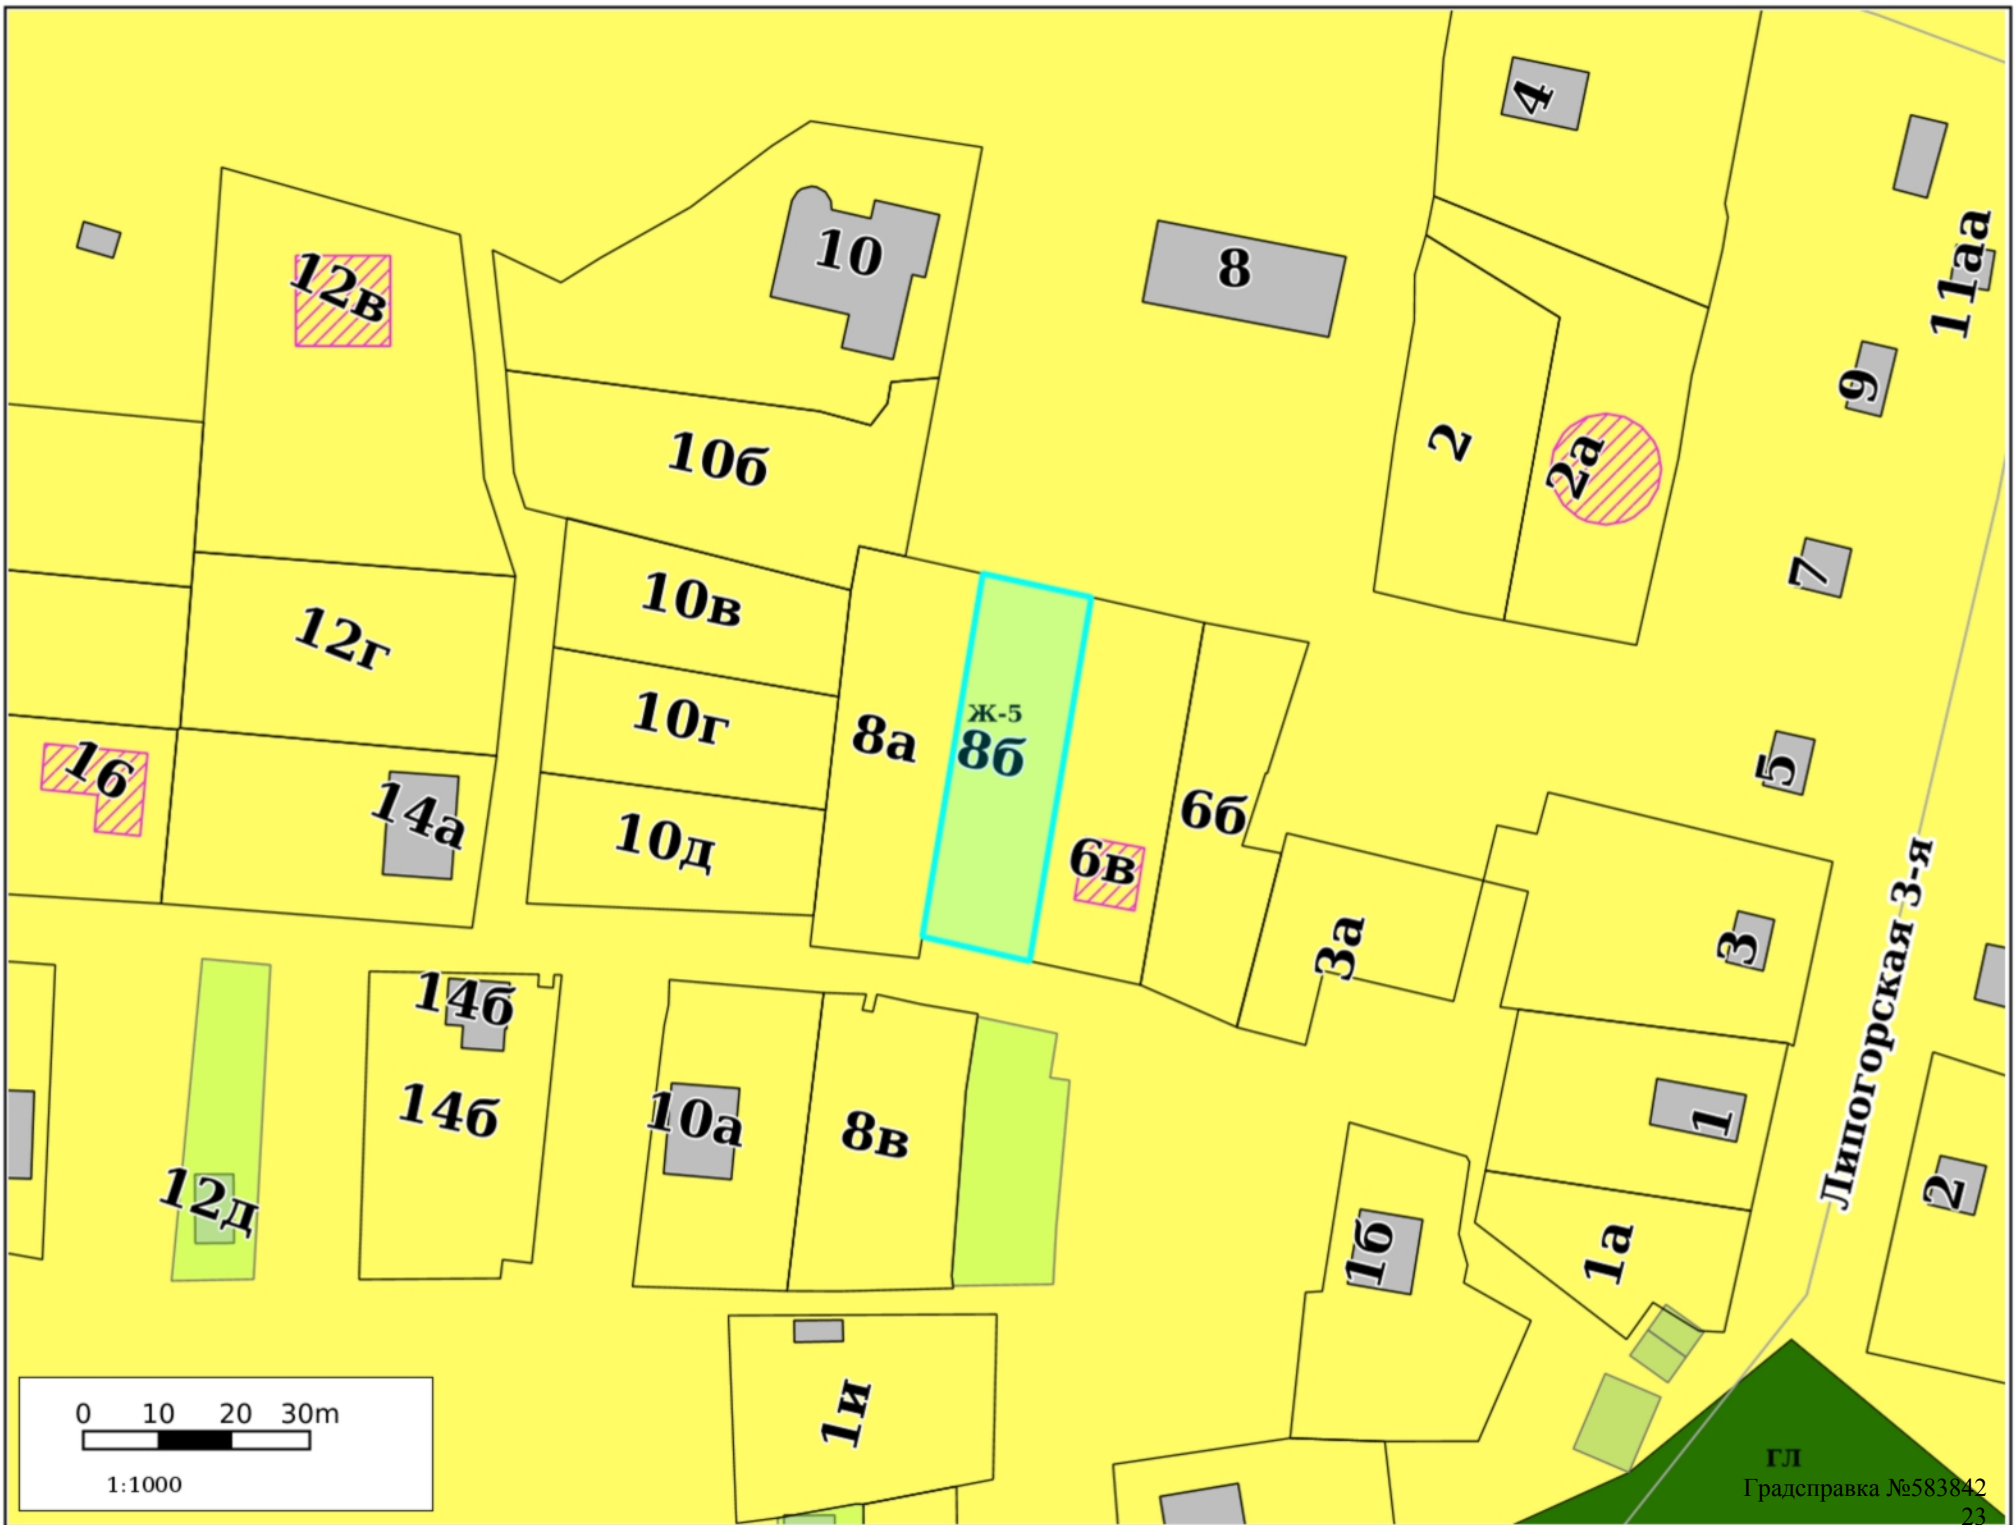 4
11аа
12в
10
8
9
2
2а
10б
7
10в
12г
10г
8а
Ж-5
8б
5
16
14а
6б
10д
6в
3а
3
Липогорская 3-я
14б
14б
10а
8в
1
12д
2
1б
1а
1и
0 10 20 30m
1:1000
ГЛ
Градсправка №583842
23